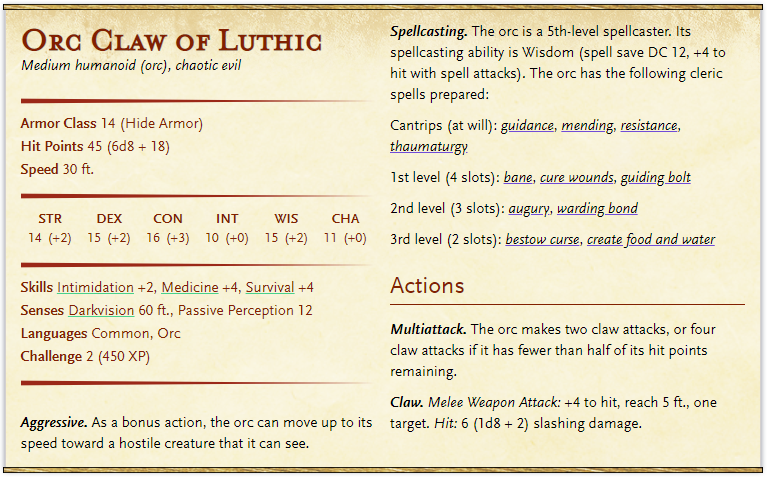 Orc Claw of Luthic
Medium humanoid (orc), chaotic evil
Armor Class 14 (Hide Armor)
Hit Points 45 (6d8 + 18)
Speed 30 ft.
STR DEX CON INT WIS CHA
14 (+2) 15 (+2) 16 (+3) 10 (+0) 15 (+2) 11 (+0)
Skills Intimidation +2, Medicine +4, Survival +4
Senses Darkvision 60 ft., Passive Perception 12
Languages Common, Orc
Challenge 2 (450 XP)
Aggressive. As a bonus action, the orc can move up to its
speed toward a hostile creature that it can see.
Spellcasting. The orc is a 5th-level spellcaster. Its
spellcasting ability is Wisdom (spell save DC 12, +4 to
hit with spell attacks). The orc has the following cleric
spells prepared:
Cantrips (at will): guidance, mending, resistance,
thaumaturgy
1st level (4 slots): bane, cure wounds, guiding bolt
2nd level (3 slots): augury, warding bond
3rd level (2 slots): bestow curse, create food and water
Actions
Multiattack. The orc makes two claw attacks, or four
claw attacks if it has fewer than half of its hit points
remaining.
Claw. Melee Weapon Attack: +4 to hit, reach 5 ft., one
target. Hit: 6 (1d8 + 2) slashing damage.